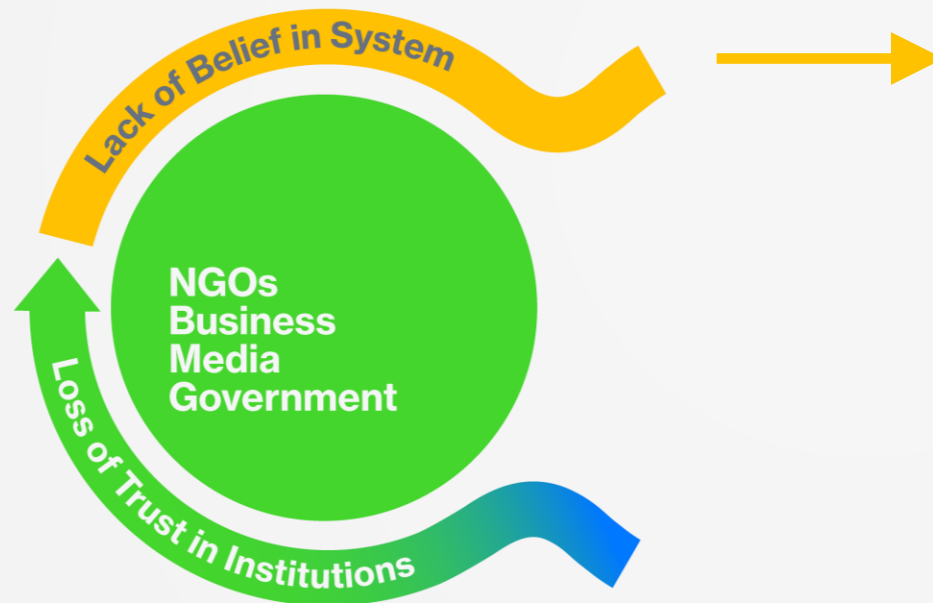 Lack of Belief in System
NGOs
Business
Media
Government
Loss of Trust in Institutions